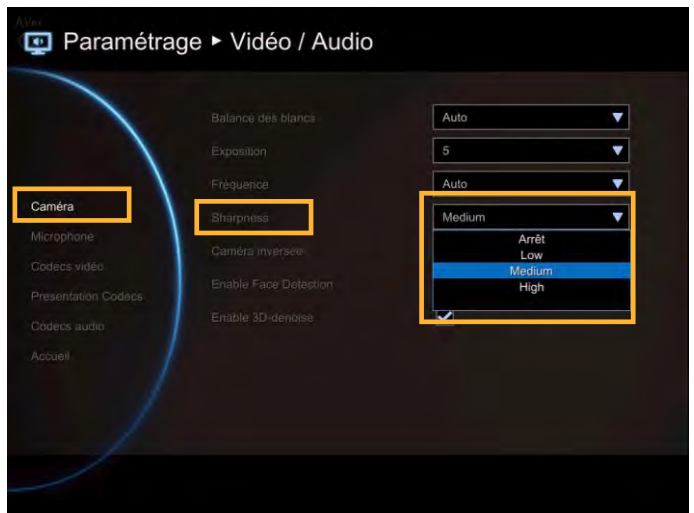 AVer
Paramétrage ► Vidéo / Audio
Balance des blancs
Auto
Exposition
5
Fréquence
Auto
Caméra
Sharpness
Medium
Microphone
Arrêt
Caméra inversée
Low
Codecs vidéo
Medium
Enable Face Detection
High
Presentation Codecs
Enable 3D-denoise
Codecs audio
Accueil